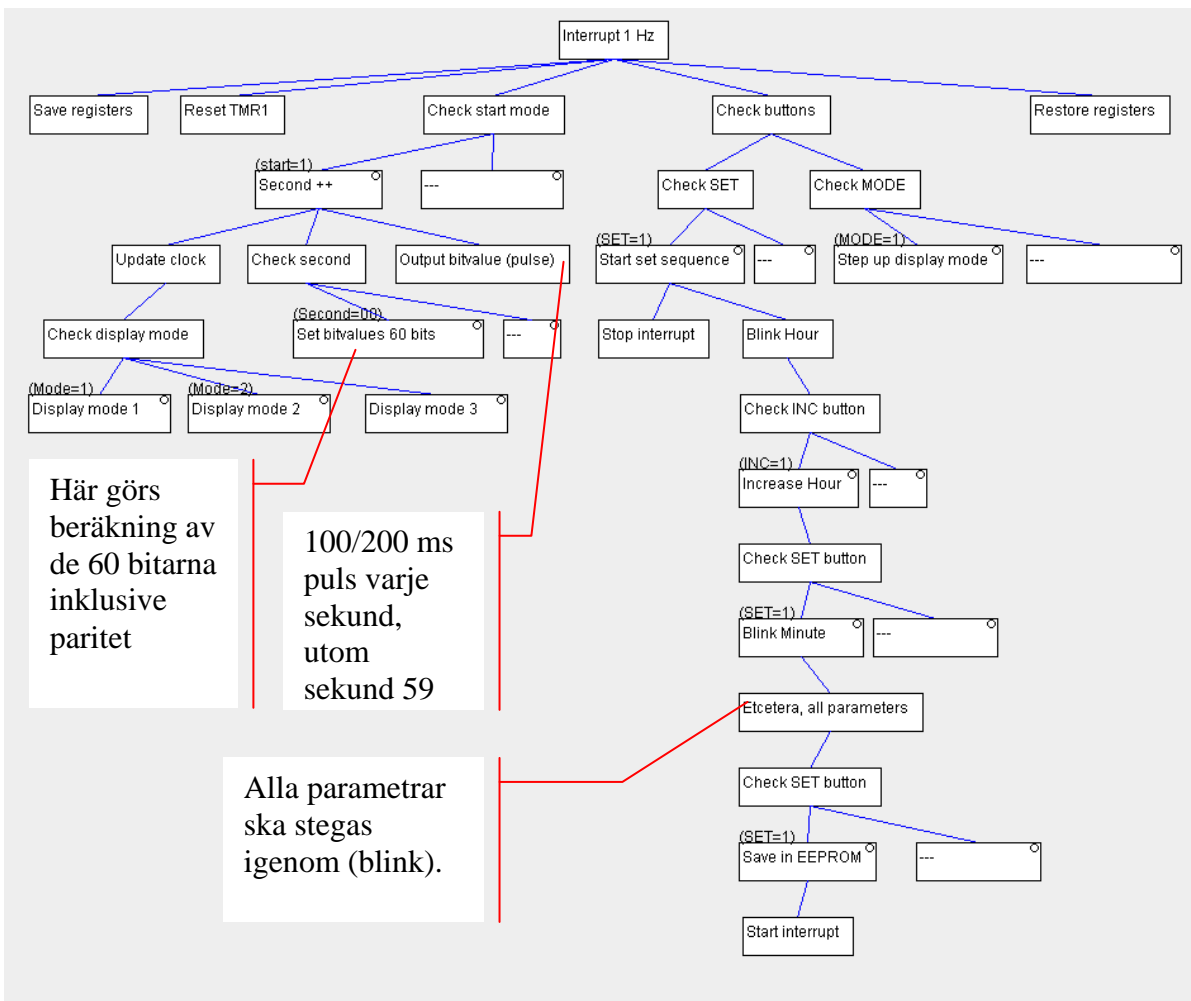 Interrupt 1 Hz
Save registers
Reset TMR1
Check start mode
Check buttons
Restore registers
(start=1)
Second ++
---
Check SET
Check MODE
Update clock
Check second
Output bitvalue (pulse)
(SET=1)
Start set sequence
---
(MODE=1)
Step up display mode
---
Check display mode
(Second=00)
Set bitvalues 60 bits
---
Stop interrupt
Blink Hour
(Mode=1)
Display mode 1
(Mode=2)
Display mode 2
Display mode 3
Check INC button
(INC=1)
Increase Hour
---
Här görs
beräkning av
de 60 bitarna
inklusive
paritet
100/200 ms
puls varje
sekund,
utom
sekund 59
Check SET button
(SET=1)
Blink Minute
---
Etcetera, all parameters
Alla parametrar
ska stegas
igenom (blink).
Check SET button
(SET=1)
Save in EEPROM
---
Start interrupt